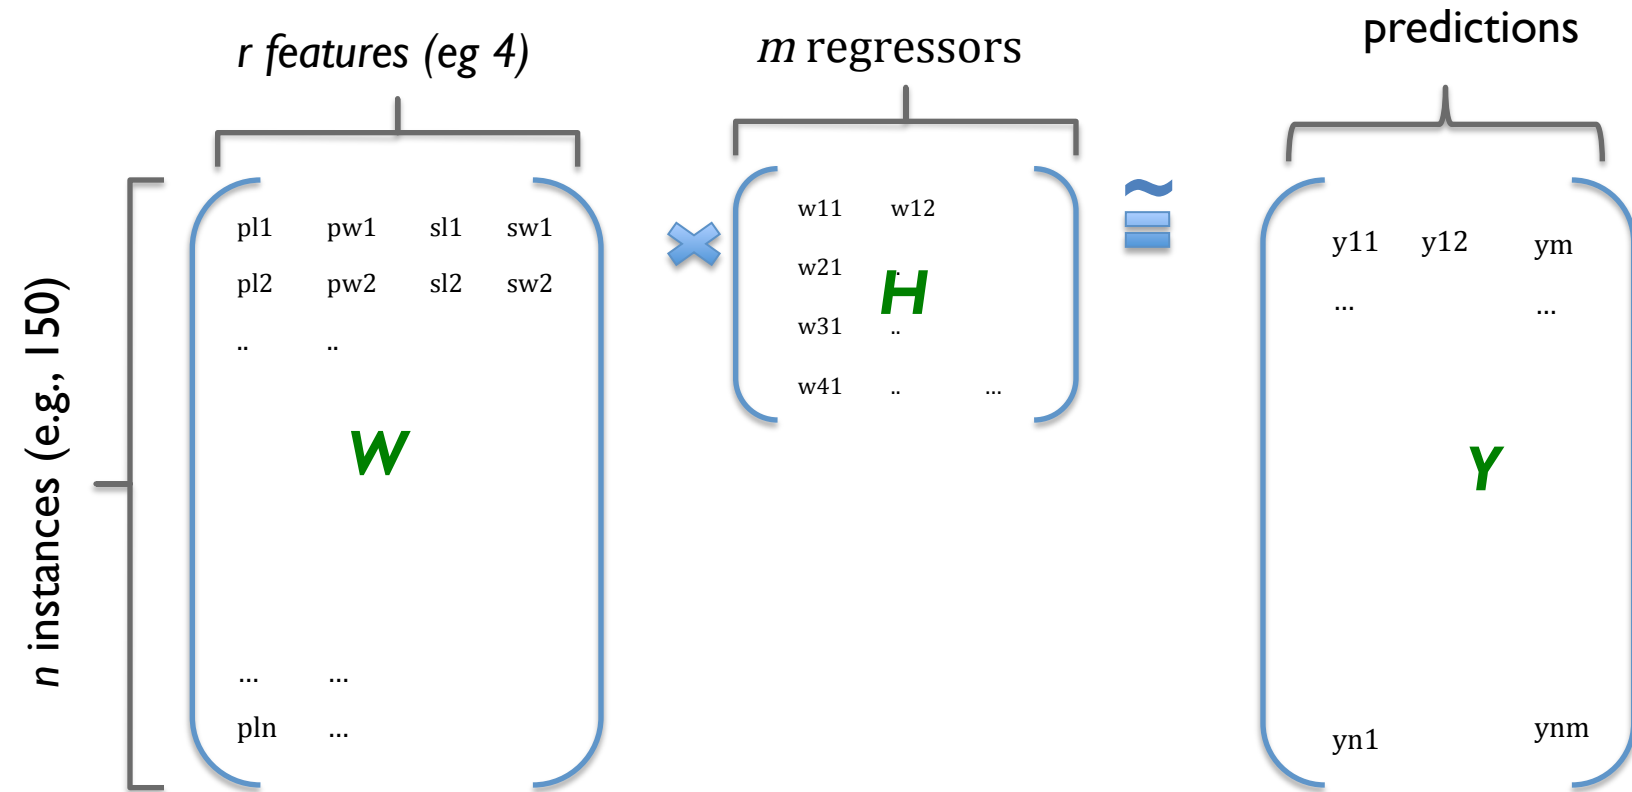 r features (eg 4)
m regressors
predictions
n instances (e.g., 150)
pl1 pw1 sl1 sw1
pl2 pw2 sl2 sw2
.. ..
W
... ...
pln ...
×
w11 w12
w21 .
H
w31 ..
w41 .. ...
≅
y11 y12 ym
... ...
Y
yn1 ynm